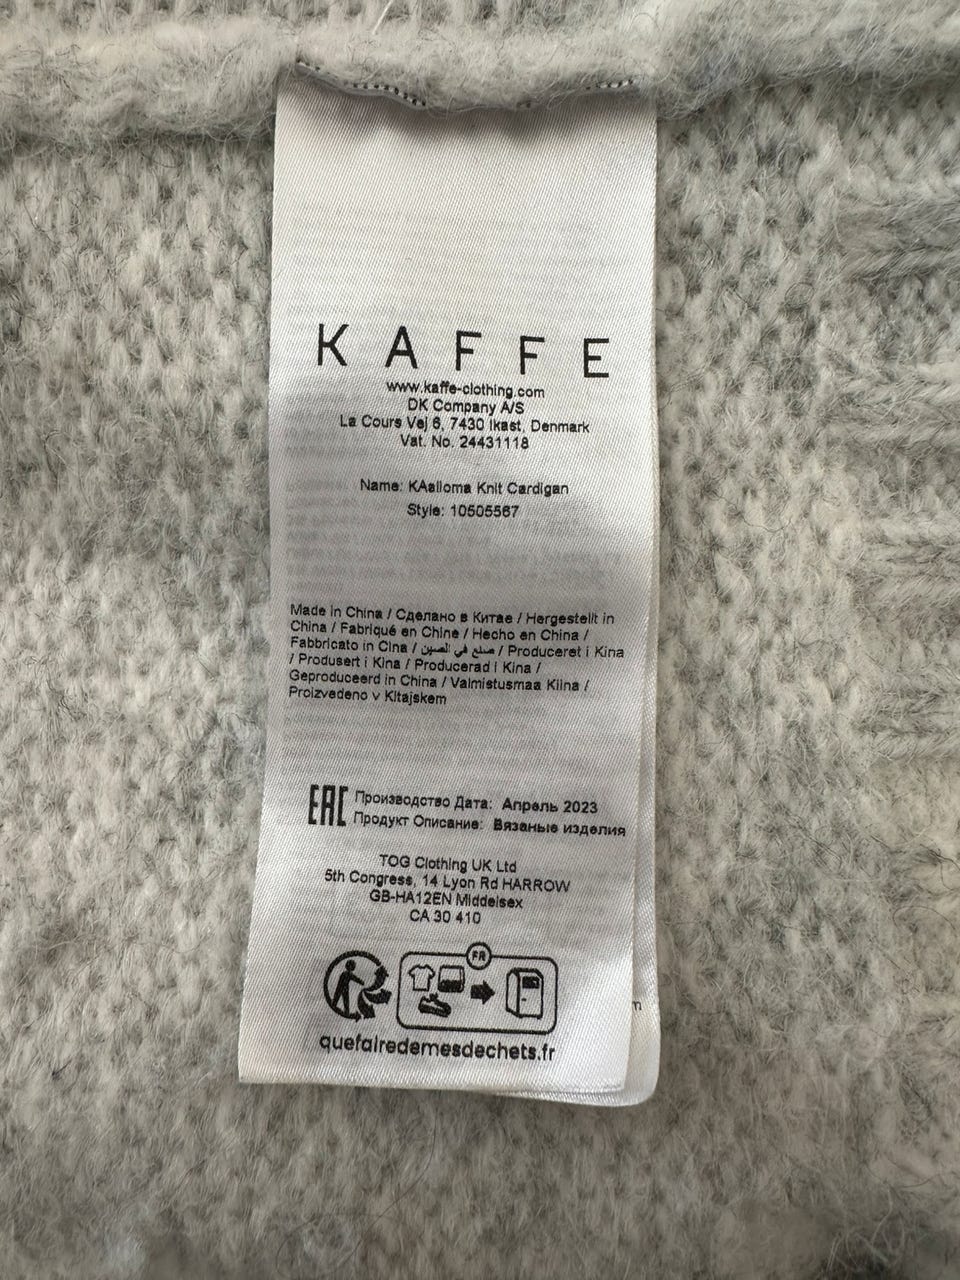 KAFFE
www.kaffe-clothing.com
DK Company A/S
La Cours Vej 6, 7430 Ikast, Denmark
Vat. No. 24431118
Name: KAalioma Knit Cardigan
Style: 10505567
Made in China / Сделано в Китае / Hergestellt in
China / Fabriqué en Chine / Hecho en China /
Fabbricato in Cina / صنع في الصين / Produceret i Kina
/ Produsert i Kina / Producerad i Kina /
Geproduceerd in China / Valmistusmaa Kiina /
Proizvedeno v Kitajskem
EAC Производство Дата: Апрель 2023
Продукт Описание: Вязаные изделия
TOG Clothing UK Ltd
5th Congress, 14 Lyon Rd HARROW
GB-HA12EN Middelsex
CA 30 410
FR
quefairedemesdechets.fr
m